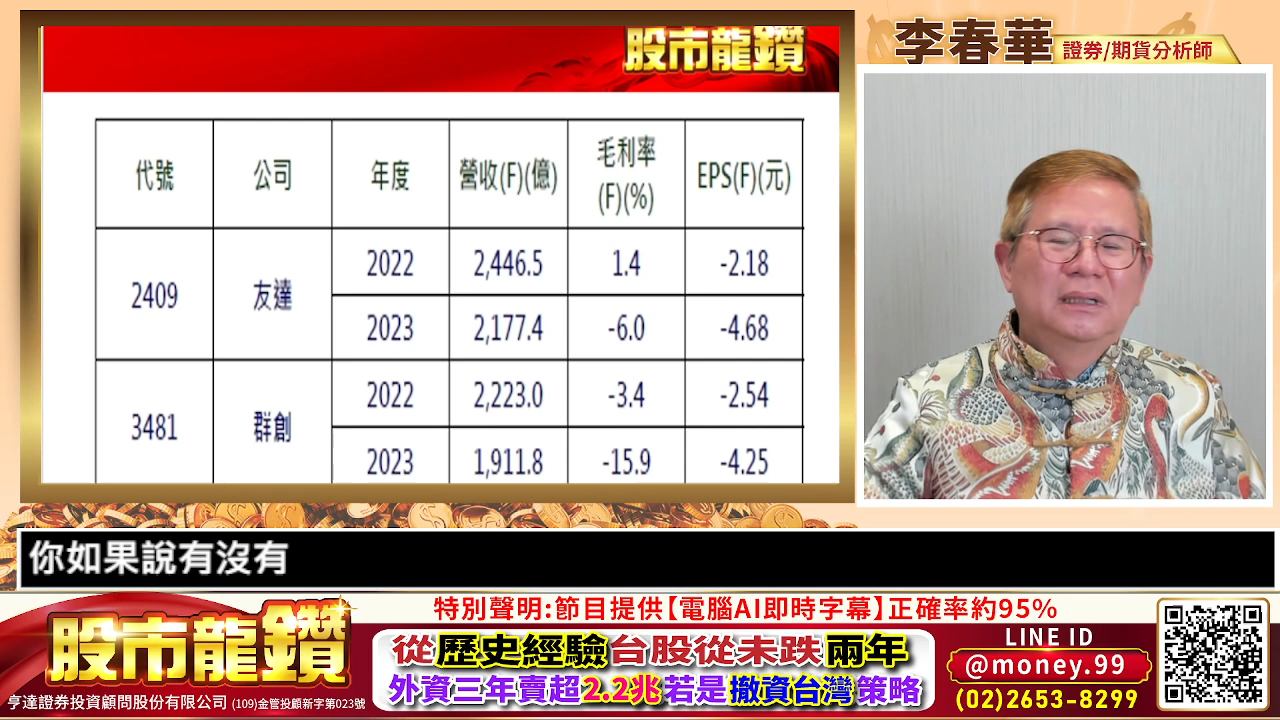 股市龍鑽
李春華 證券/期貨分析師
代號 公司 年度 營收(F)(億) 毛利率(F)(%) EPS(F)(元)
2409 友達 2022 2,446.5 1.4 -2.18
2023 2,177.4 -6.0 -4.68
3481 群創 2022 2,223.0 -3.4 -2.54
2023 1,911.8 -15.9 -4.25
你如果說有沒有
特別聲明:節目提供【電腦AI即時字幕】正確率約95%
股市龍鑽
亨達證券投資顧問股份有限公司 (109)金管投顧新字第023號
從歷史經驗台股從未跌兩年
外資三年賣超2.2兆若是撤資台灣策略
LINE ID
@money.99
(02)2653-8299